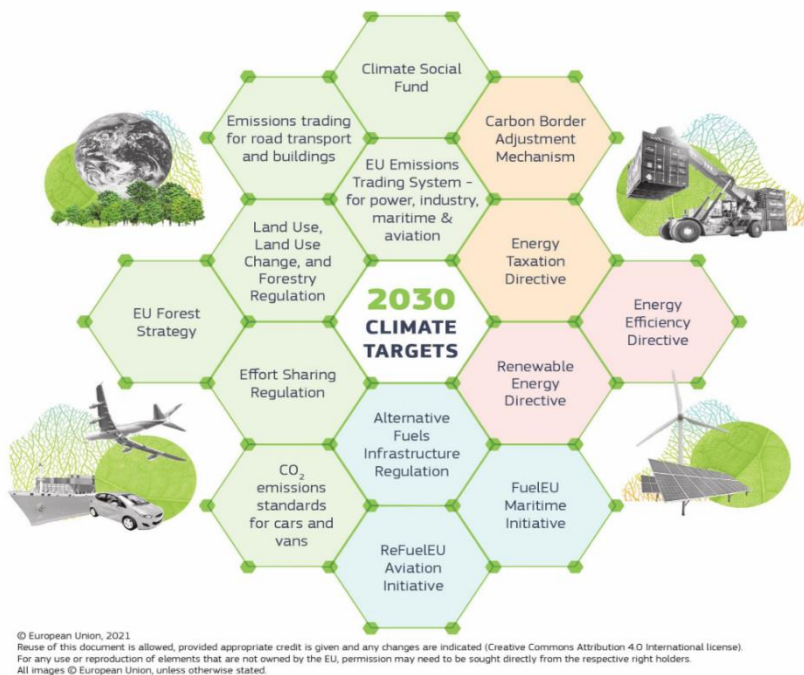 Climate Social
Fund
Emissions trading
for road transport
and buildings
Carbon Border
Adjustment
Mechanism
EU Emissions
Trading System –
for power, industry,
maritime &
aviation
Land Use,
Land Use
Change, and
Forestry
Regulation
Energy
Taxation
Directive
EU Forest
Strategy
2030
CLIMATE
TARGETS
Energy
Efficiency
Directive
Effort Sharing
Regulation
Renewable
Energy
Directive
Alternative
Fuels
Infrastructure
Regulation
CO₂
emissions
standards
for cars and
vans
FuelEU
Maritime
Initiative
ReFuelEU
Aviation
Initiative
© European Union, 2021
Reuse of this document is allowed, provided appropriate credit is given and any changes are indicated (Creative Commons Attribution 4.0 International license).
For any use or reproduction of elements that are not owned by the EU, permission may need to be sought directly from the respective right holders.
All images © European Union, unless otherwise stated.